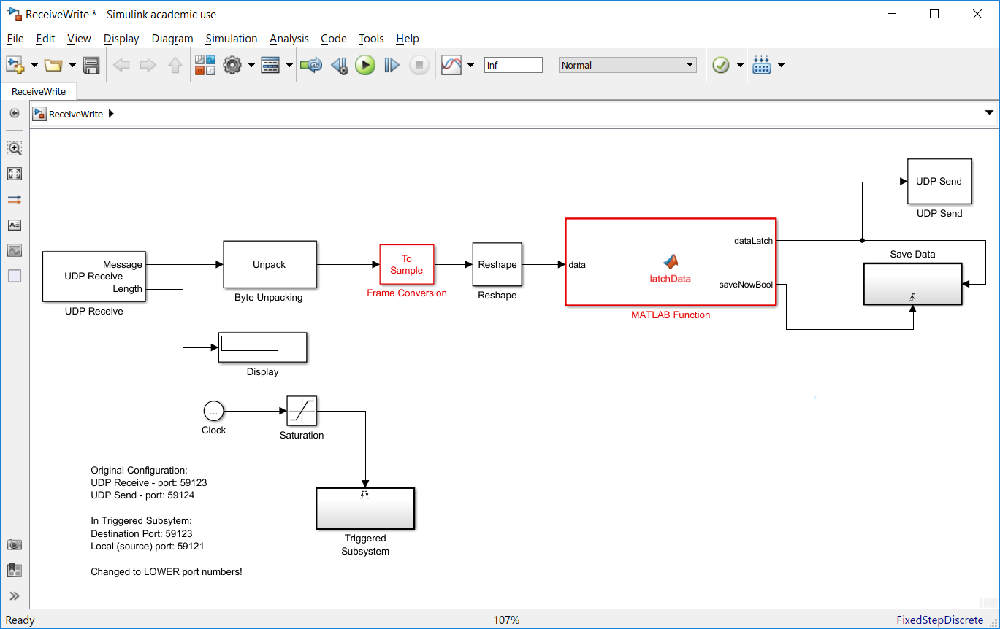 ReceiveWrite * - Simulink academic use
File Edit View Display Diagram Simulation Analysis Code Tools Help
inf
Normal
ReceiveWrite
ReceiveWrite
UDP Send
UDP Send
dataLatch
Save Data
Message
UDP Receive
Length
UDP Receive
Unpack
Byte Unpacking
To
Sample
Frame Conversion
Reshape
Reshape
data
latchData
saveNowBool
MATLAB Function
Display
...
Clock
Saturation
Original Configuration:
UDP Receive - port: 59123
UDP Send - port: 59124
In Triggered Subsytem:
Destination Port: 59123
Local (source) port: 59121
Changed to LOWER port numbers!
Triggered
Subsystem
Ready
107%
FixedStepDiscrete